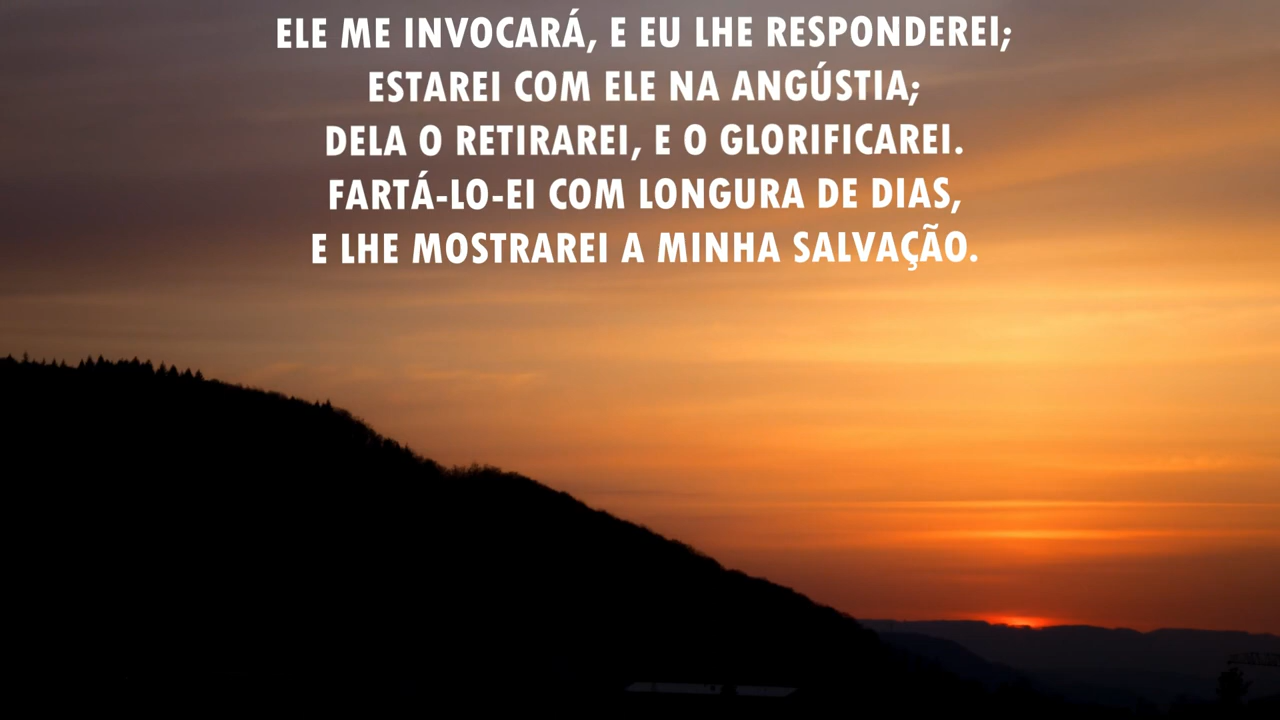 ELE ME INVOCARÁ, E EU LHE RESPONDEREI;
ESTAREI COM ELE NA ANGÚSTIA;
DELA O RETIRAREI, E O GLORIFICAREI.
FARTÁ-LO-EI COM LONGURA DE DIAS,
E LHE MOSTRAREI A MINHA SALVAÇÃO.